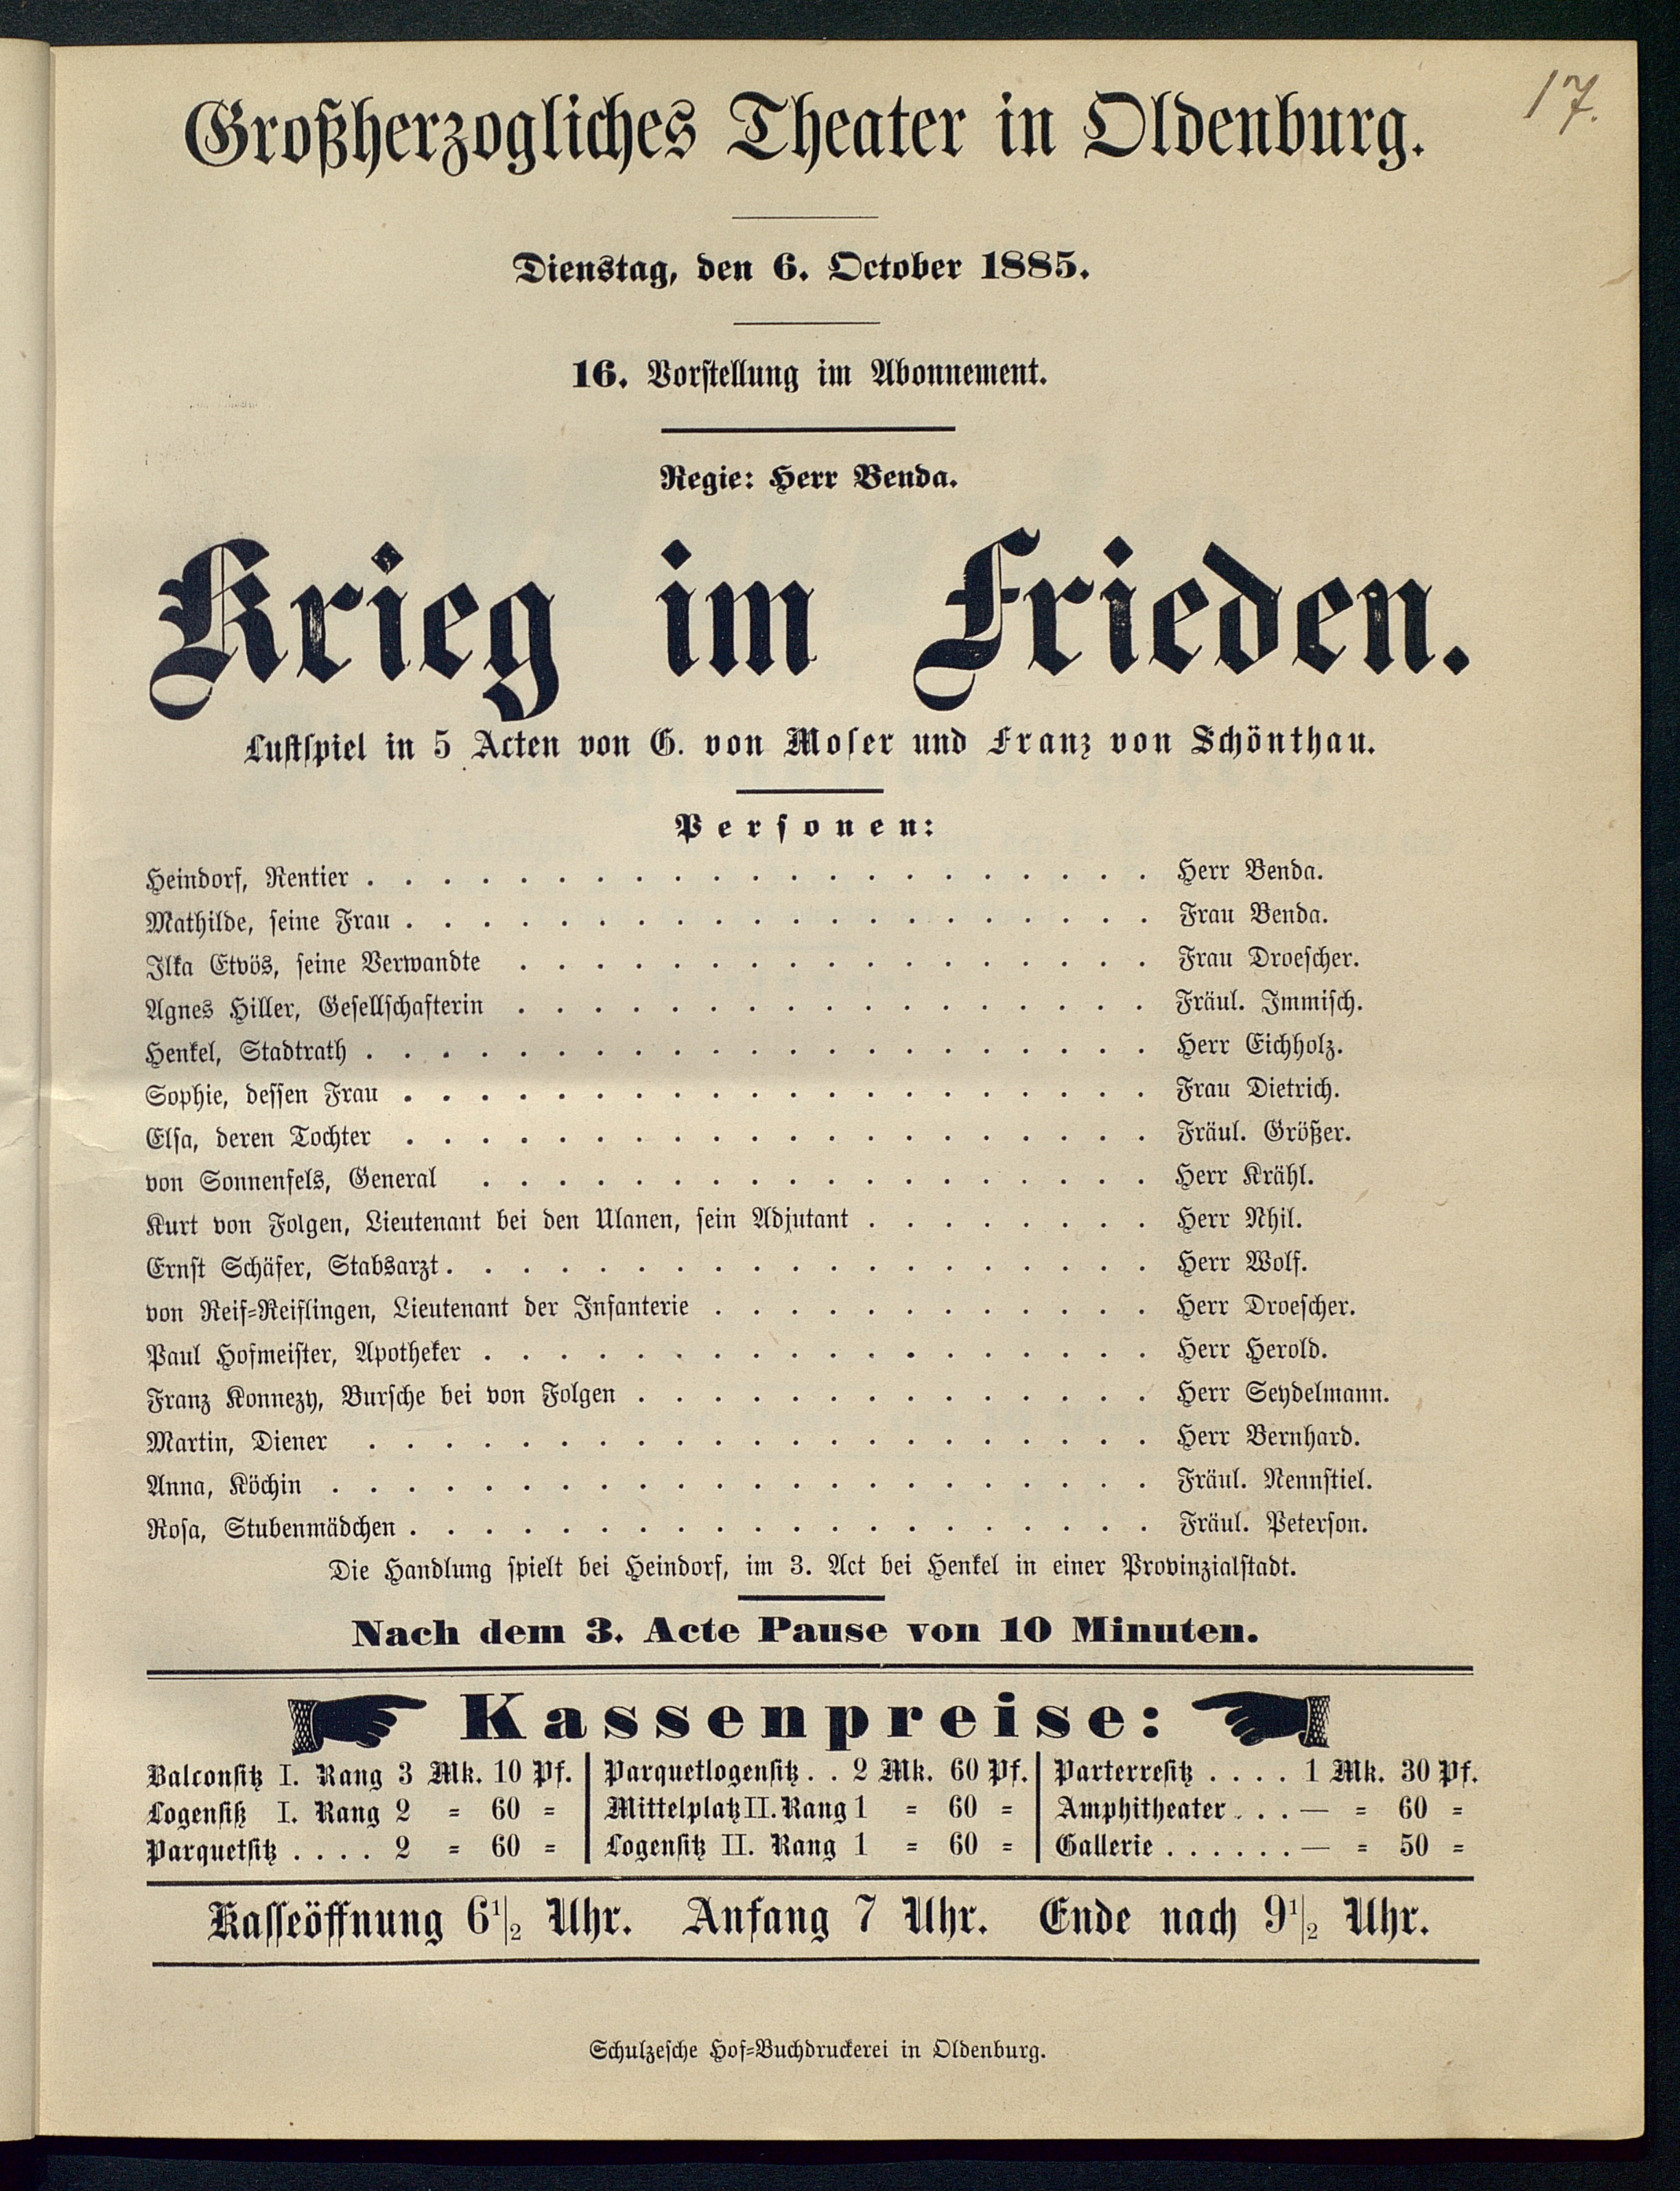 17.
Großherzogliches Theater in Oldenburg.
Dienstag, den 6. October 1885.
16. Vorstellung im Abonnement.
Regie: Herr Benda.
Krieg im Frieden.
Lustspiel in 5 Acten von G. von Moser und Franz von Schönthau.
Personen:
Heindorf, Rentier . . . . . . . . . . . . . . . . . . . . . Herr Benda.
Mathilde, seine Frau . . . . . . . . . . . . . . . . . . . . Frau Benda.
Ilka Etvös, seine Verwandte . . . . . . . . . . . . . . . . . Frau Droescher.
Agnes Hiller, Gesellschafterin . . . . . . . . . . . . . . . . . Fräul. Immisch.
Henkel, Stadtrath . . . . . . . . . . . . . . . . . . . . . Herr Eichholz.
Sophie, dessen Frau . . . . . . . . . . . . . . . . . . . . Frau Dietrich.
Elsa, deren Tochter . . . . . . . . . . . . . . . . . . . . Fräul. Größer.
von Sonnenfels, General . . . . . . . . . . . . . . . . . . Herr Krähl.
Kurt von Folgen, Lieutenant bei den Ulanen, sein Adjutant . . . . . . . . Herr Nhil.
Ernst Schäfer, Stabsarzt . . . . . . . . . . . . . . . . . . . Herr Wolf.
von Reif=Reiflingen, Lieutenant der Infanterie . . . . . . . . . . . . Herr Droescher.
Paul Hofmeister, Apotheker . . . . . . . . . . . . . . . . . . Herr Herold.
Franz Konnezy, Bursche bei von Folgen . . . . . . . . . . . . . . Herr Seydelmann.
Martin, Diener . . . . . . . . . . . . . . . . . . . . . Herr Bernhard.
Anna, Köchin . . . . . . . . . . . . . . . . . . . . . . Fräul. Nennstiel.
Rosa, Stubenmädchen . . . . . . . . . . . . . . . . . . . . Fräul. Peterson.
Die Handlung spielt bei Heindorf, im 3. Act bei Henkel in einer Provinzialstadt.
Nach dem 3. Acte Pause von 10 Minuten.
Kassenpreise:
Balconsitz I. Rang 3 Mk. 10 Pf. | Parquetlogensitz . . 2 Mk. 60 Pf. | Parterresitz . . . . 1 Mk. 30 Pf.
Logensitz I. Rang 2 = 60 = | Mittelplatz II. Rang 1 = 60 = | Amphitheater . . . — = 60 =
Parquetsitz . . . . 2 = 60 = | Logensitz II. Rang 1 = 60 = | Gallerie . . . . . . — = 50 =
Kasseöffnung 6½ Uhr. Anfang 7 Uhr. Ende nach 9½ Uhr.
Schulzesche Hof=Buchdruckerei in Oldenburg.